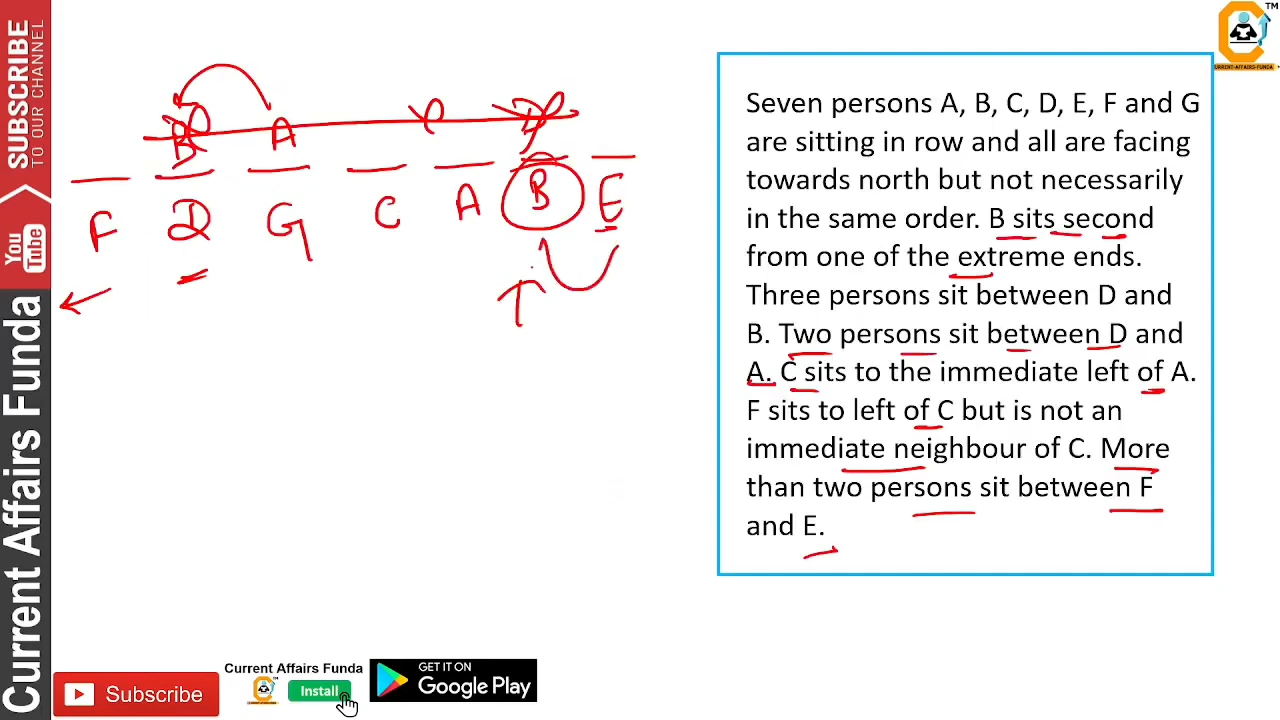 SUBSCRIBE
TO OUR CHANNEL
You Tube
Current Affairs Funda
B A D
F D G C A B E
TM
CURRENT-AFFAIRS-FUNDA
Seven persons A, B, C, D, E, F and G
are sitting in row and all are facing
towards north but not necessarily
in the same order. B sits second
from one of the extreme ends.
Three persons sit between D and
B. Two persons sit between D and
A. C sits to the immediate left of A.
F sits to left of C but is not an
immediate neighbour of C. More
than two persons sit between F
and E.
Subscribe
Current Affairs Funda
Install
GET IT ON
Google Play